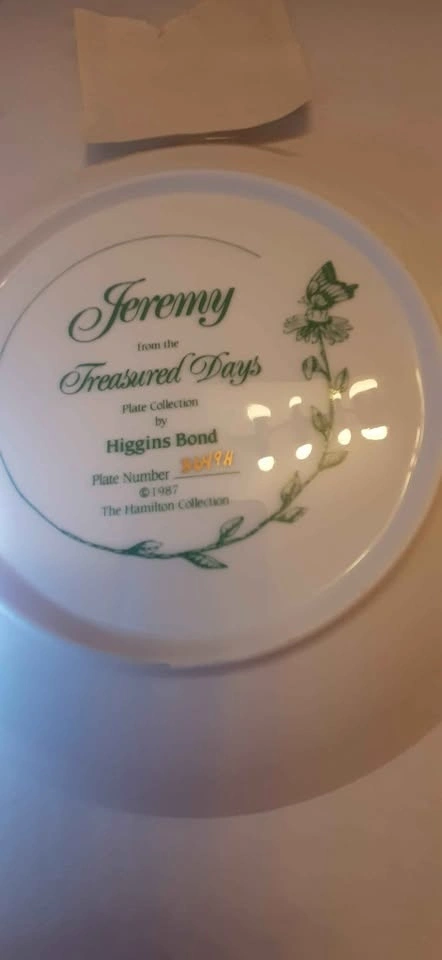 Jeremy
from the
Treasured Days
Plate Collection
by
Higgins Bond
Plate Number
©1987
The Hamilton Collection